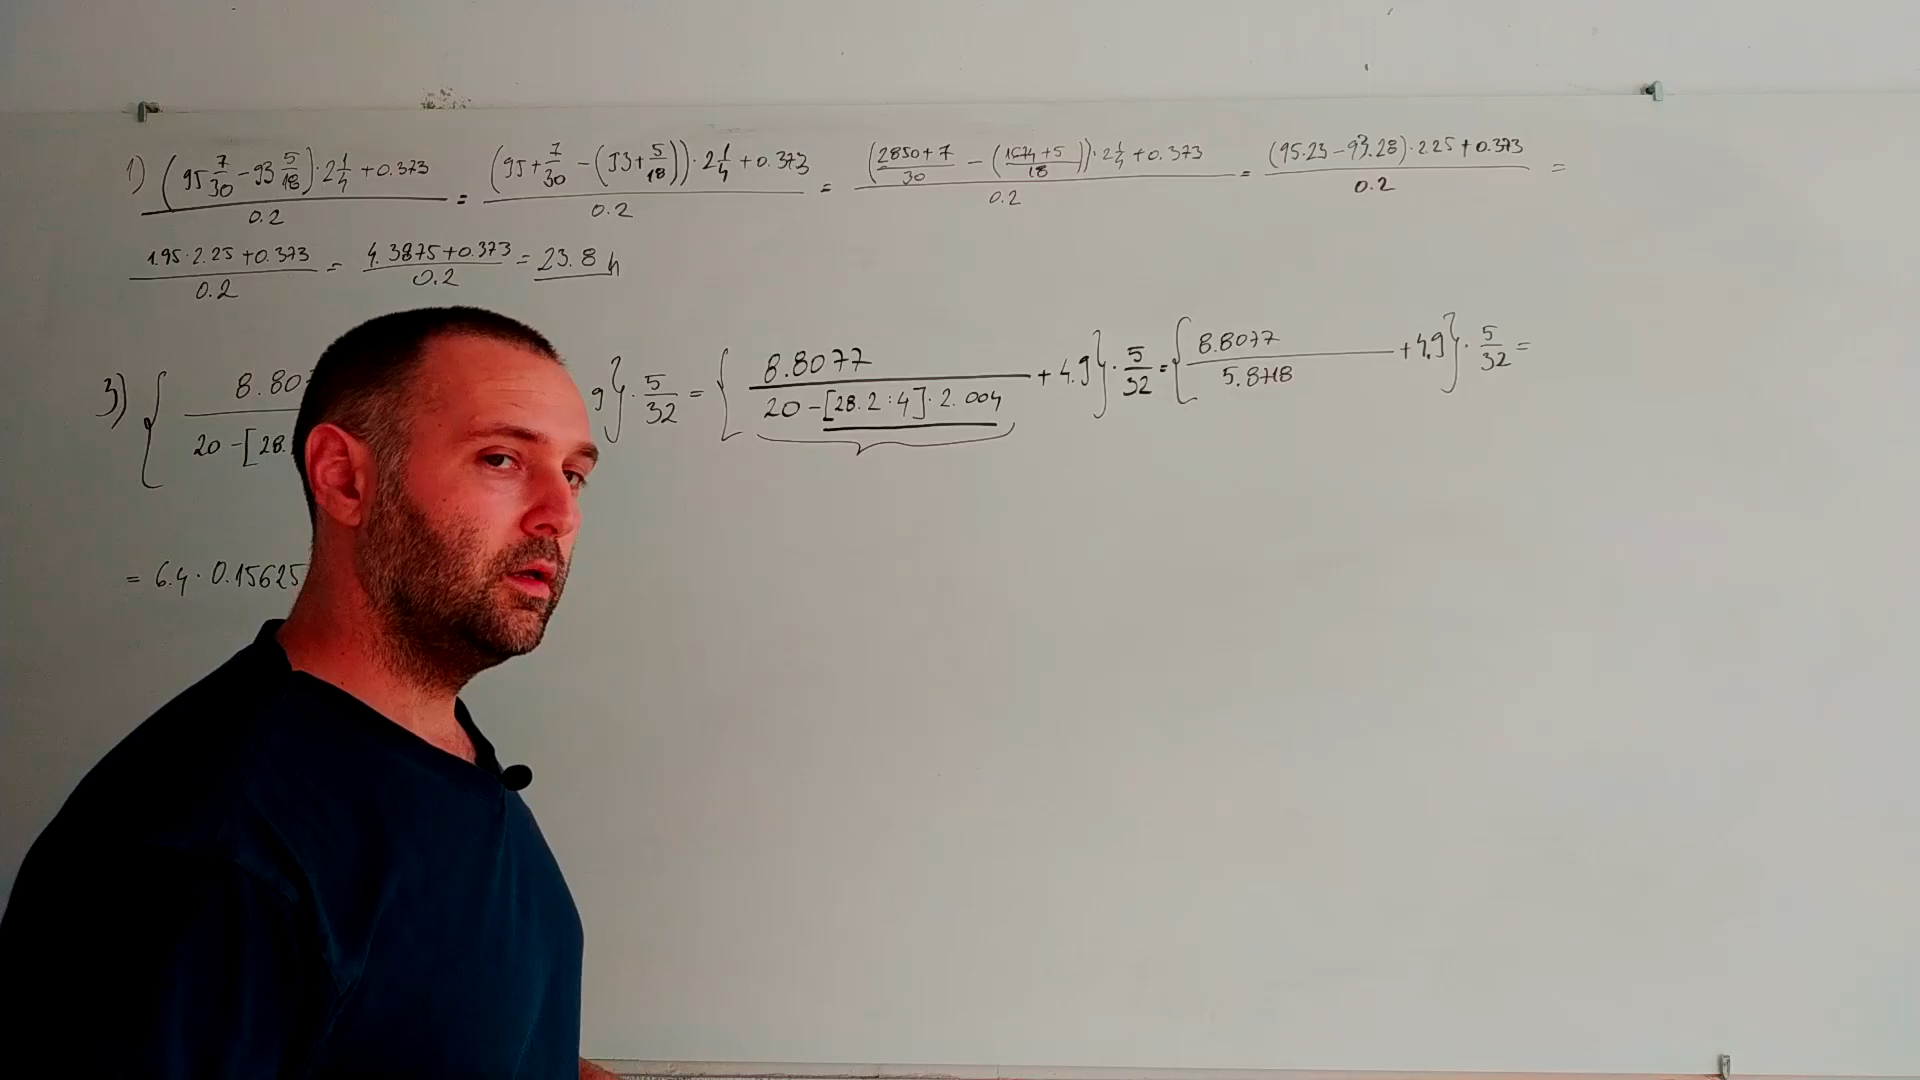 1) (95 7/30 - 93 5/18) · 2 1/4 + 0.373 / 0.2 = (95 + 7/30 - (93 + 5/18)) · 2 1/4 + 0.373 / 0.2 = (2850+7 / 30 - (1674+5 / 18)) · 2 1/4 + 0.373 / 0.2 = (95.23 - 93.28) · 2.25 + 0.373 / 0.2 =
1.95 · 2.25 + 0.373 / 0.2 = 4.3875 + 0.373 / 0.2 = 23.8 h
3) { 8.80 / 20 - [28. 9} · 5/32 = { 8.8077 / 20 - [28.2 : 4] · 2.004 + 4.9} · 5/32 = { 8.8077 / 5.8718 + 4.9} · 5/32 =
= 6.4 · 0.15625